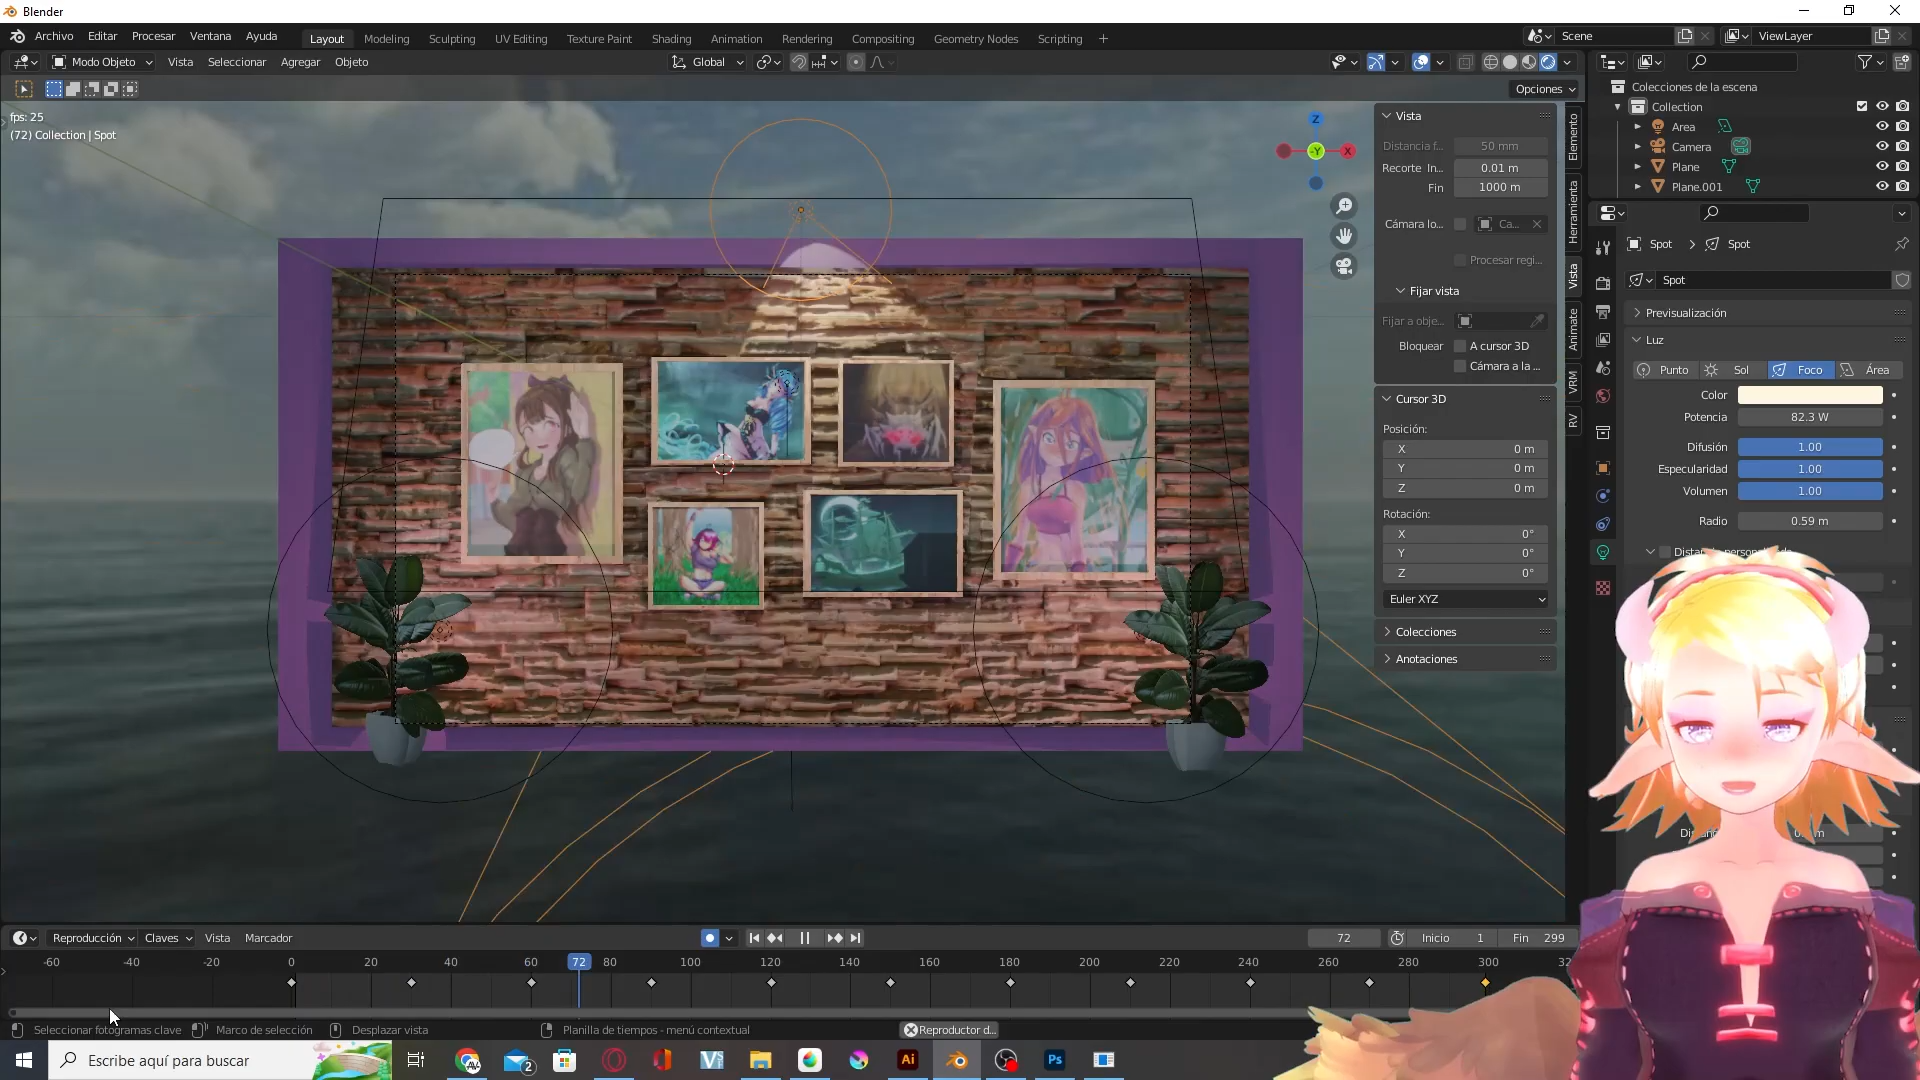 Blender
Archivo Editar Procesar Ventana Ayuda Layout Modeling Sculpting UV Editing Texture Paint Shading Animation Rendering Compositing Geometry Nodes Scripting + Scene ViewLayer
Modo Objeto Vista Seleccionar Agregar Objeto Global
Opciones
fps: 25
(72) Collection | Spot
Z
-Y X
Vista
Distancia f... 50 mm
Recorte In... 0.01 m
Fin 1000 m
Cámara lo... Ca...
Procesar regi...
Fijar vista
Fijar a obje...
Bloquear A cursor 3D
Cámara a la ...
Cursor 3D
Posición:
X 0 m
Y 0 m
Z 0 m
Rotación:
X 0°
Y 0°
Z 0°
Euler XYZ
Colecciones
Anotaciones
Elemento
Herramienta
Vista
Animate
VRM
RV
Colecciones de la escena
Collection
Area
Camera
Plane
Plane.001
Spot Spot
Spot
Previsualización
Luz
Punto Sol Foco Área
Color
Potencia 82.3 W
Difusión 1.00
Especularidad 1.00
Volumen 1.00
Radio 0.59 m
Reproducción Claves Vista Marcador 72 Inicio 1 Fin 299
-60 -40 -20 0 20 40 60 72 80 100 120 140 160 180 200 220 240 260 280 300
Seleccionar fotogramas clave Marco de selección Desplazar vista Planilla de tiempos - menú contextual Reproductor d...
Escribe aquí para buscar 2 Ai Ps